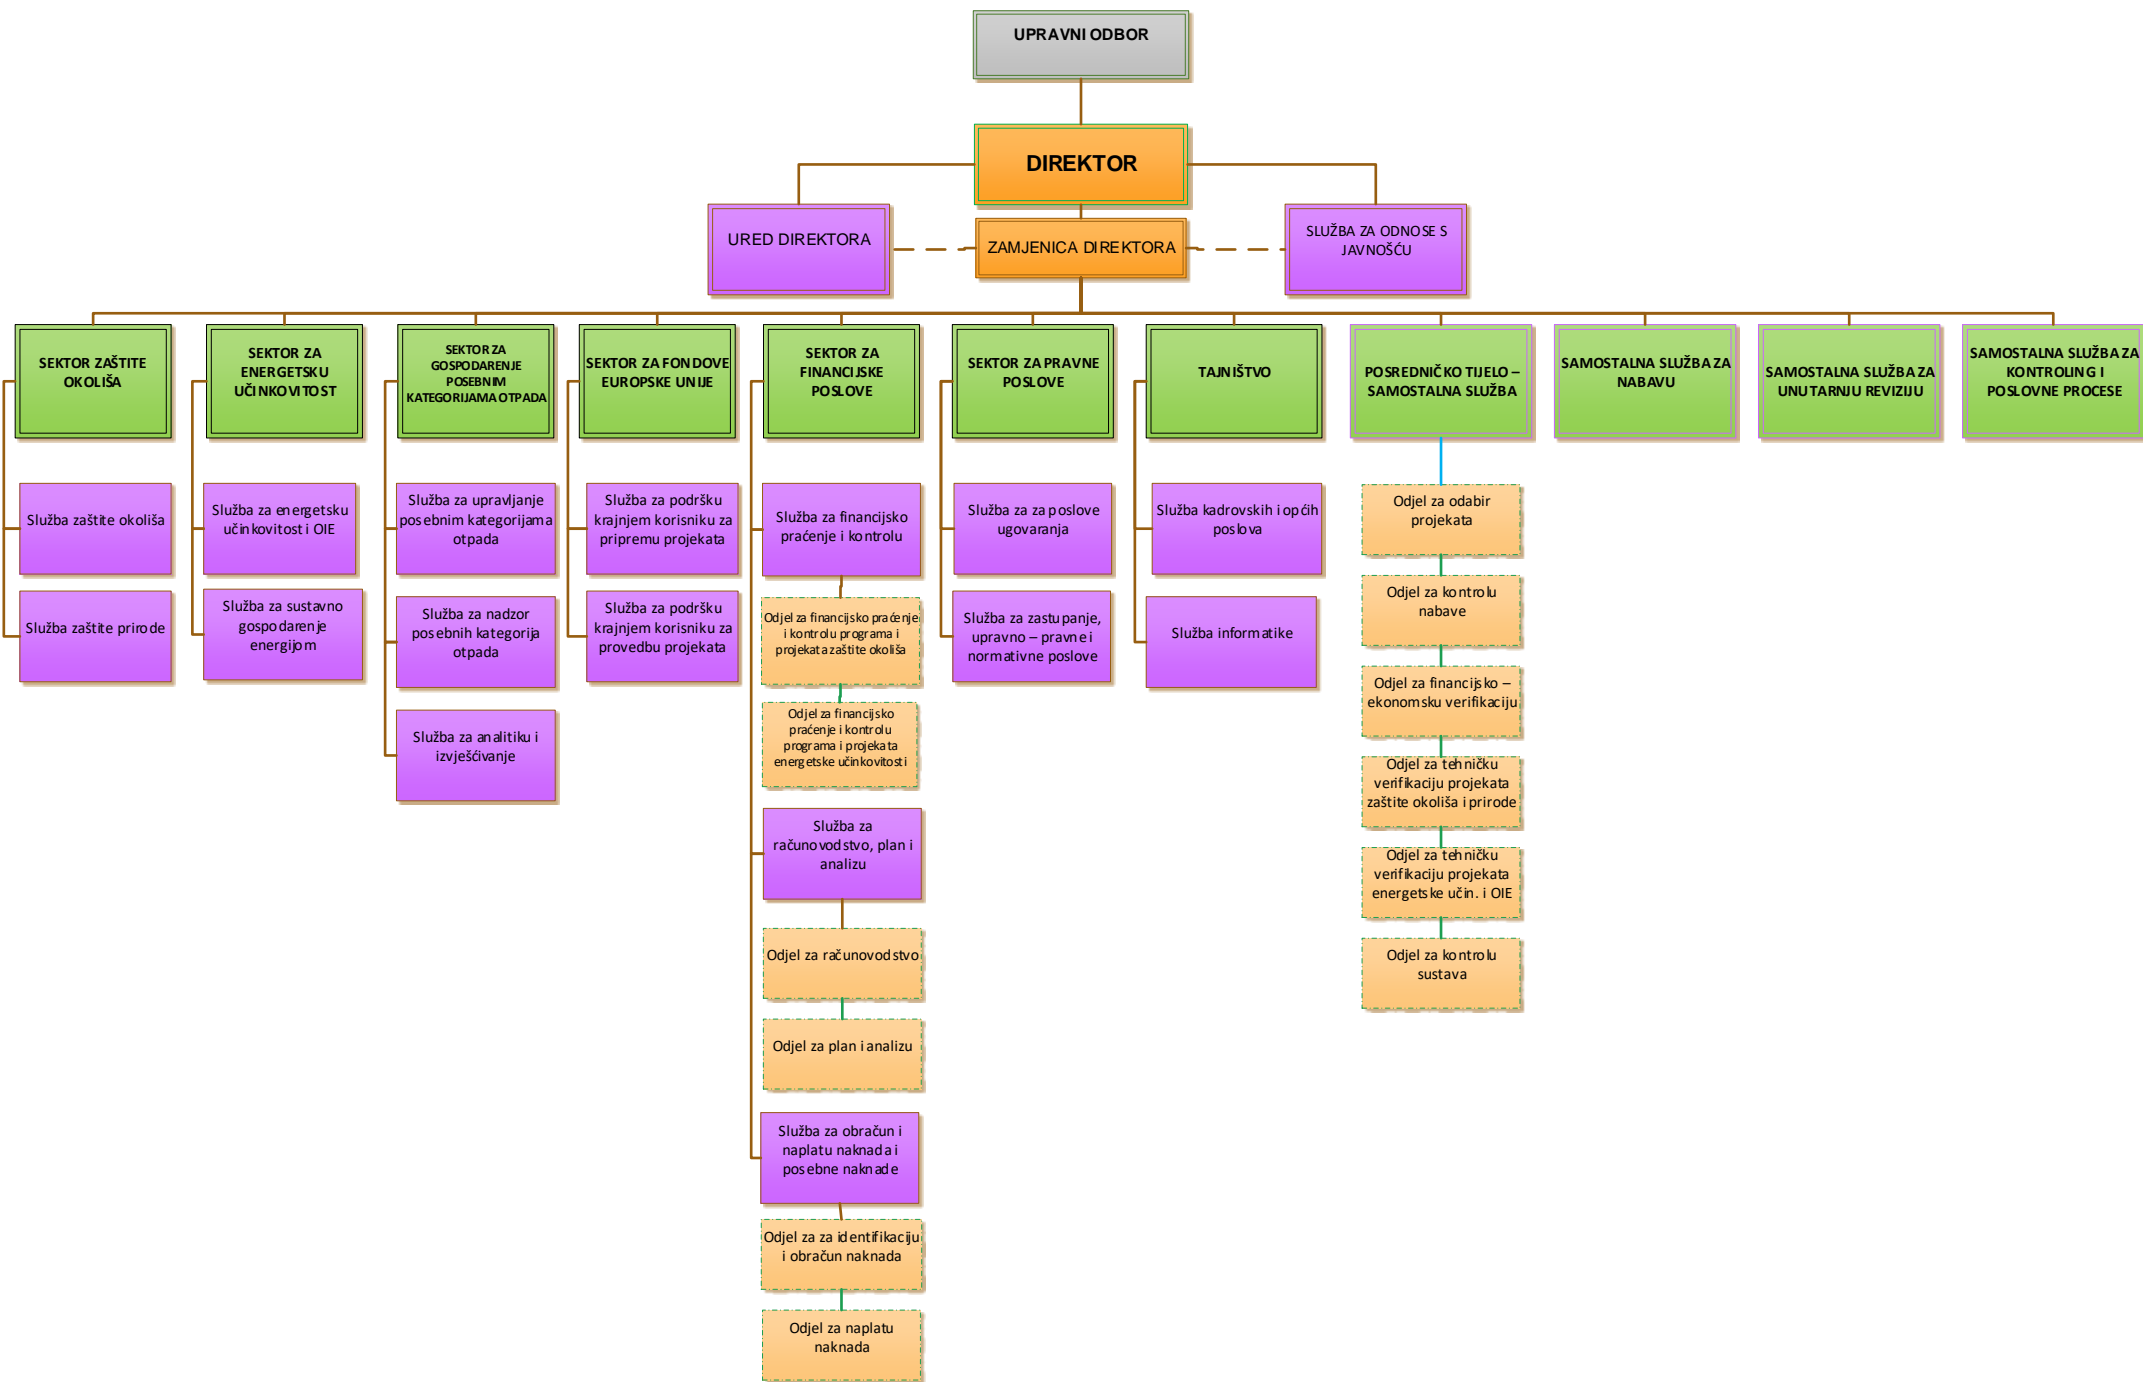 UPRAVNI ODBOR
DIREKTOR
URED DIREKTORA
ZAMJENICA DIREKTORA
SLUŽBA ZA ODNOSE S
JAVNOŠĆU
SEKTOR ZAŠTITE
OKOLIŠA
SEKTOR ZA
ENERGETSKU
UČINKOVITOST
SEKTOR ZA
GOSPODARENJE
POSEBNIM
KATEGORIJAMA OTPADA
SEKTOR ZA FONDOVE
EUROPSKE UNIJE
SEKTOR ZA
FINANCIJSKE
POSLOVE
SEKTOR ZA PRAVNE
POSLOVE
TAJNIŠTVO
POSREDNIČKO TIJELO –
SAMOSTALNA SLUŽBA
SAMOSTALNA SLUŽBA ZA
NABAVU
SAMOSTALNA SLUŽBA ZA
UNUTARNJU REVIZIJU
SAMOSTALNA SLUŽBA ZA
KONTROLING I
POSLOVNE PROCESE
Služba zaštite okoliša
Služba zaštite prirode
Služba za energetsku
učinkovitost i OIE
Služba za sustavno
gospodarenje
energijom
Služba za upravljanje
posebnim kategorijama
otpada
Služba za nadzor
posebnih kategorija
otpada
Služba za analitiku i
izvješćivanje
Služba za podršku
krajnjem korisniku za
pripremu projekata
Služba za podršku
krajnjem korisniku za
provedbu projekata
Služba za financijsko
praćenje i kontrolu
Odjel za financijsko praćenje
i kontrolu programa i
projekata zaštite okoliša
Odjel za financijsko
praćenje i kontrolu
programa i projekata
energetske učinkovitosti
Služba za
računovodstvo, plan i
analizu
Odjel za računovodstvo
Odjel za plan i analizu
Služba za obračun i
naplatu naknada i
posebne naknade
Odjel za za identifikaciju
i obračun naknada
Odjel za naplatu
naknada
Služba za za poslove
ugovaranja
Služba za zastupanje,
upravno – pravne i
normativne poslove
Služba kadrovskih i općih
poslova
Služba informatike
Odjel za odabir
projekata
Odjel za kontrolu
nabave
Odjel za financijsko –
ekonomsku verifikaciju
Odjel za tehničku
verifikaciju projekata
zaštite okoliša i prirode
Odjel za tehničku
verifikaciju projekata
energetske učin. i OIE
Odjel za kontrolu
sustava